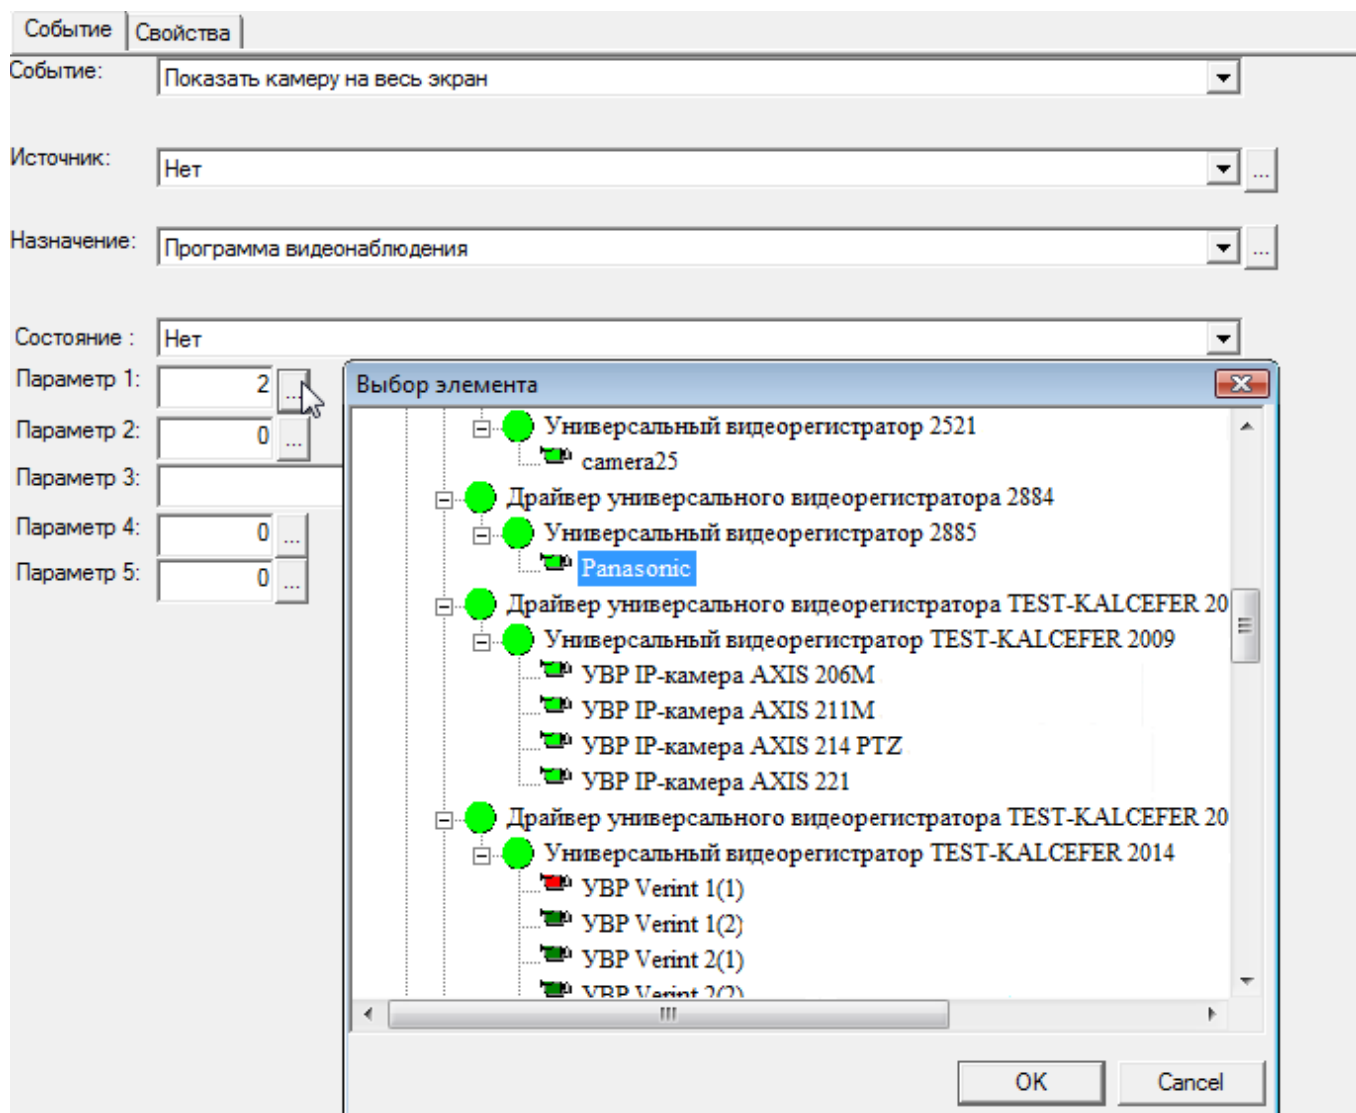 Событие Свойства
Событие: Показать камеру на весь экран
Источник: Нет ...
Назначение: Программа видеонаблюдения ...
Состояние : Нет
Параметр 1: 2 ...
Параметр 2: 0 ...
Параметр 3:
Параметр 4: 0 ...
Параметр 5: 0 ...
Выбор элемента
Универсальный видеорегистратор 2521
camera25
Драйвер универсального видеорегистратора 2884
Универсальный видеорегистратор 2885
Panasonic
Драйвер универсального видеорегистратора TEST-KALCEFER 20
Универсальный видеорегистратор TEST-KALCEFER 2009
УВР IP-камера AXIS 206M
УВР IP-камера AXIS 211M
УВР IP-камера AXIS 214 PTZ
УВР IP-камера AXIS 221
Драйвер универсального видеорегистратора TEST-KALCEFER 20
Универсальный видеорегистратор TEST-KALCEFER 2014
УВР Verint 1(1)
УВР Verint 1(2)
УВР Verint 2(1)
УВР Verint 2(2)
OK Cancel